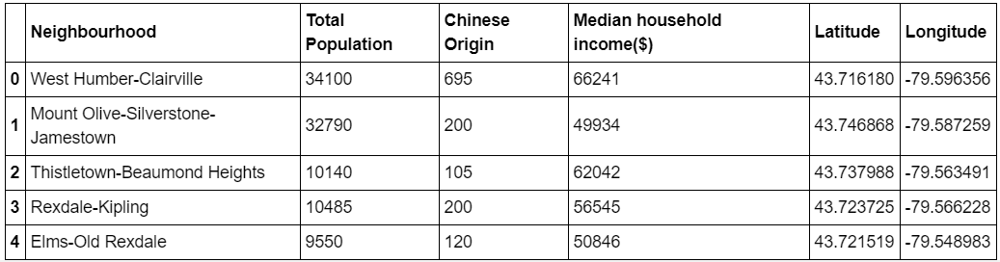 Neighbourhood Total Population Chinese Origin Median household income($) Latitude Longitude
0 West Humber-Clairville 34100 695 66241 43.716180 -79.596356
1 Mount Olive-Silverstone-Jamestown 32790 200 49934 43.746868 -79.587259
2 Thistletown-Beaumond Heights 10140 105 62042 43.737988 -79.563491
3 Rexdale-Kipling 10485 200 56545 43.723725 -79.566228
4 Elms-Old Rexdale 9550 120 50846 43.721519 -79.548983